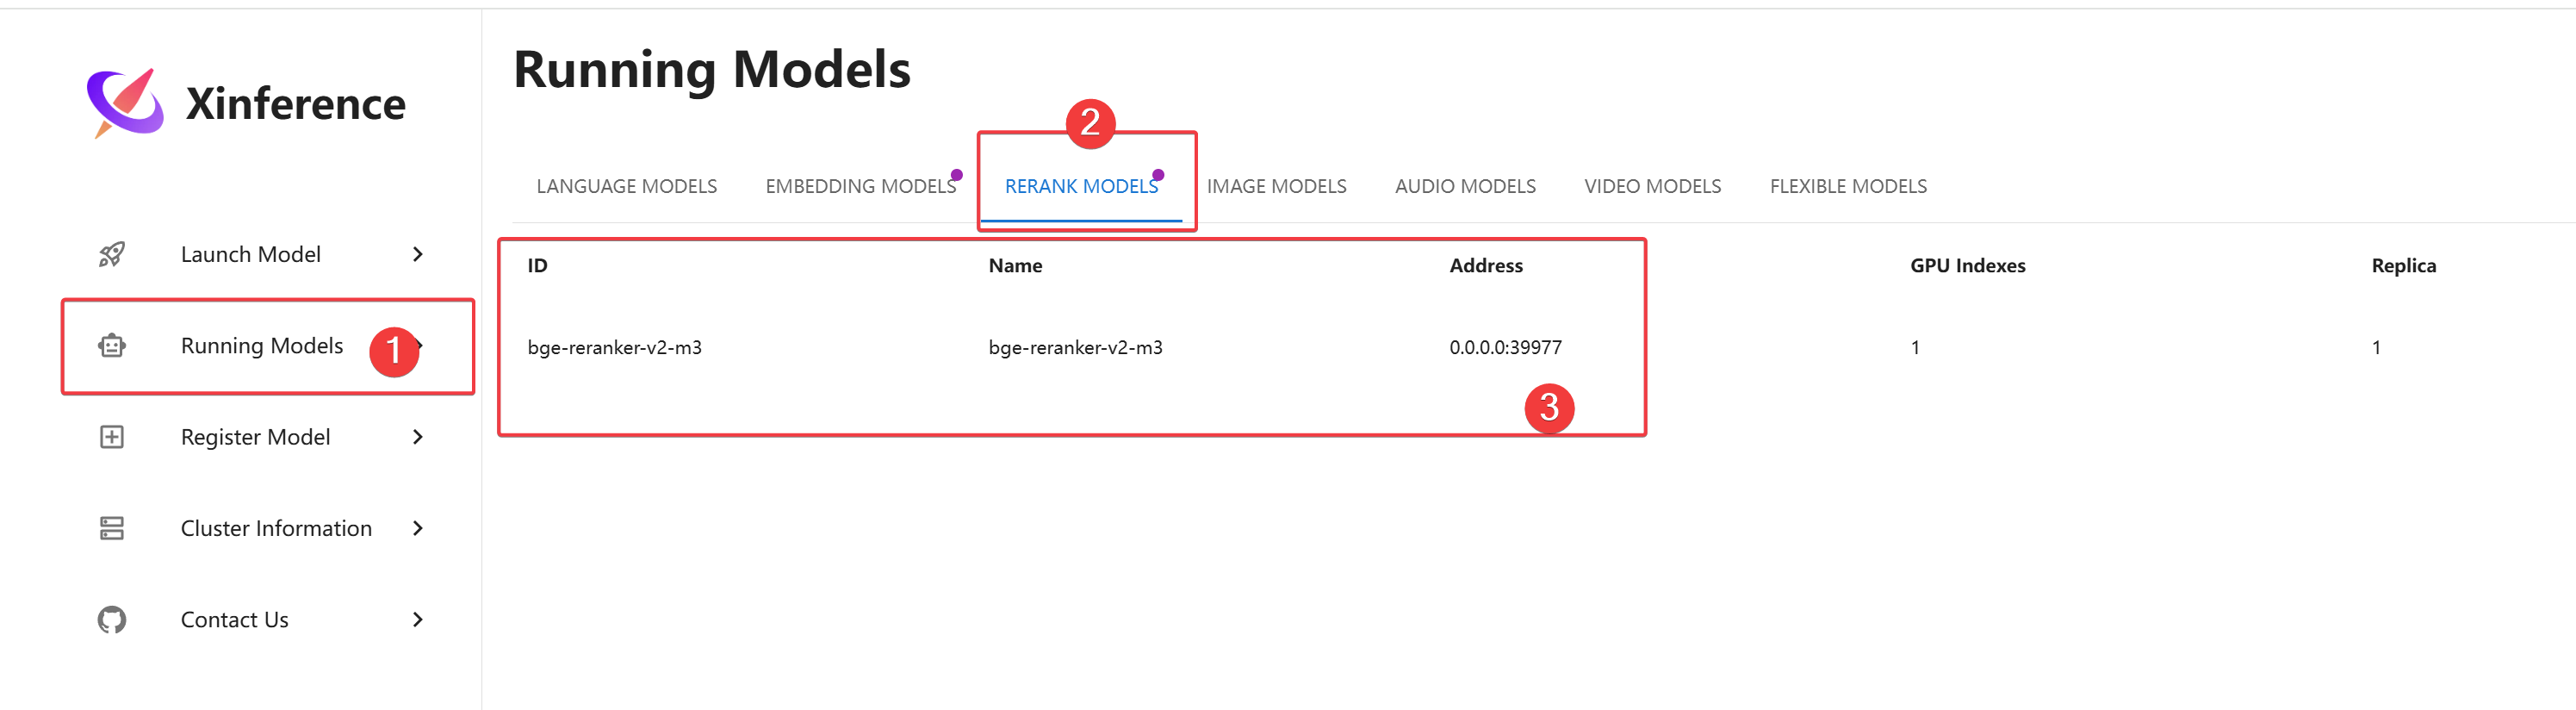 Xinference
Launch Model
Running Models
1
Register Model
Cluster Information
Contact Us
Running Models
2
LANGUAGE MODELS EMBEDDING MODELS RERANK MODELS IMAGE MODELS AUDIO MODELS VIDEO MODELS FLEXIBLE MODELS
ID Name Address GPU Indexes Replica
bge-reranker-v2-m3 bge-reranker-v2-m3 0.0.0.0:39977 1 1
3